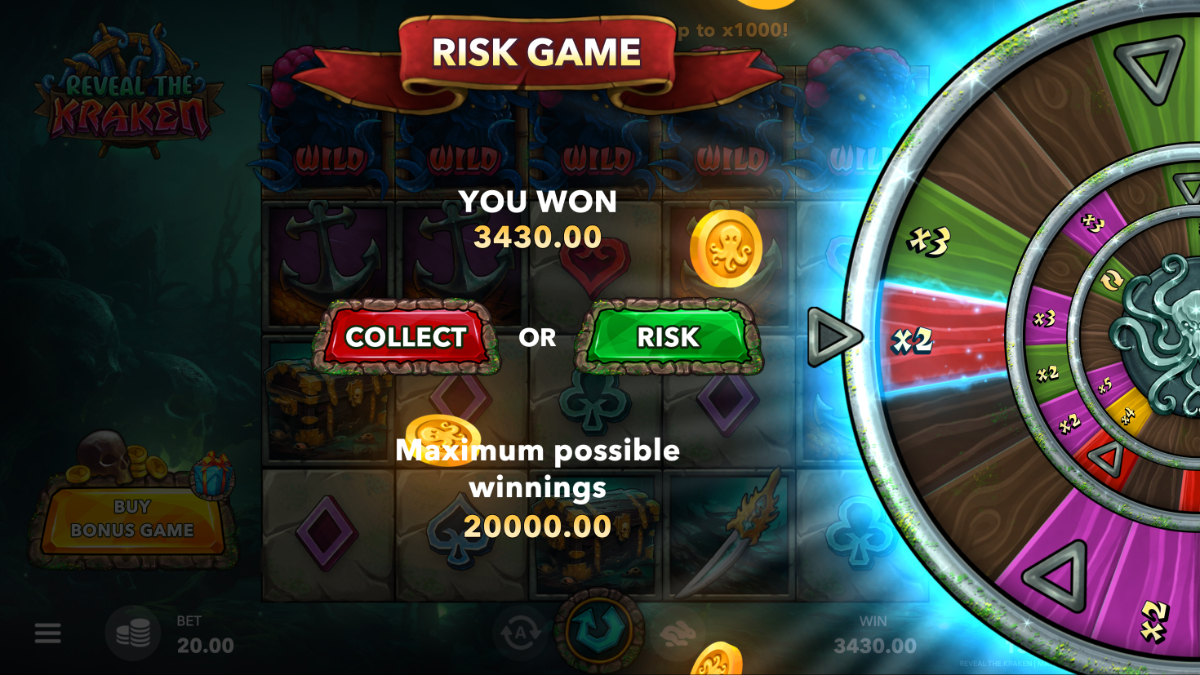 RISK GAME
p to x1000!
REVEAL THE
KRAKEN
WILD
WILD
WILD
WILD
WILD
YOU WON
3430.00
x3
x3
COLLECT
OR
RISK
x2
x3
x2
x5
x4
x2
Maximum possible
winnings
20000.00
BUY
BONUS GAME
x2
BET
20.00
A
WIN
3430.00